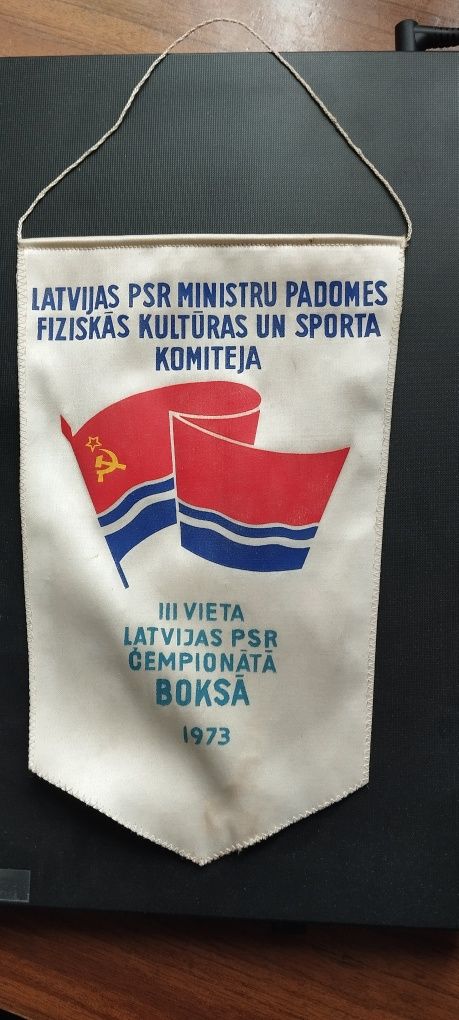 LATVIJAS PSR MINISTRU PADOMES
FIZISKĀS KULTŪRAS UN SPORTA
KOMITEJA
III VIETA
LATVIJAS PSR
ČEMPIONĀTĀ
BOKSĀ
1973